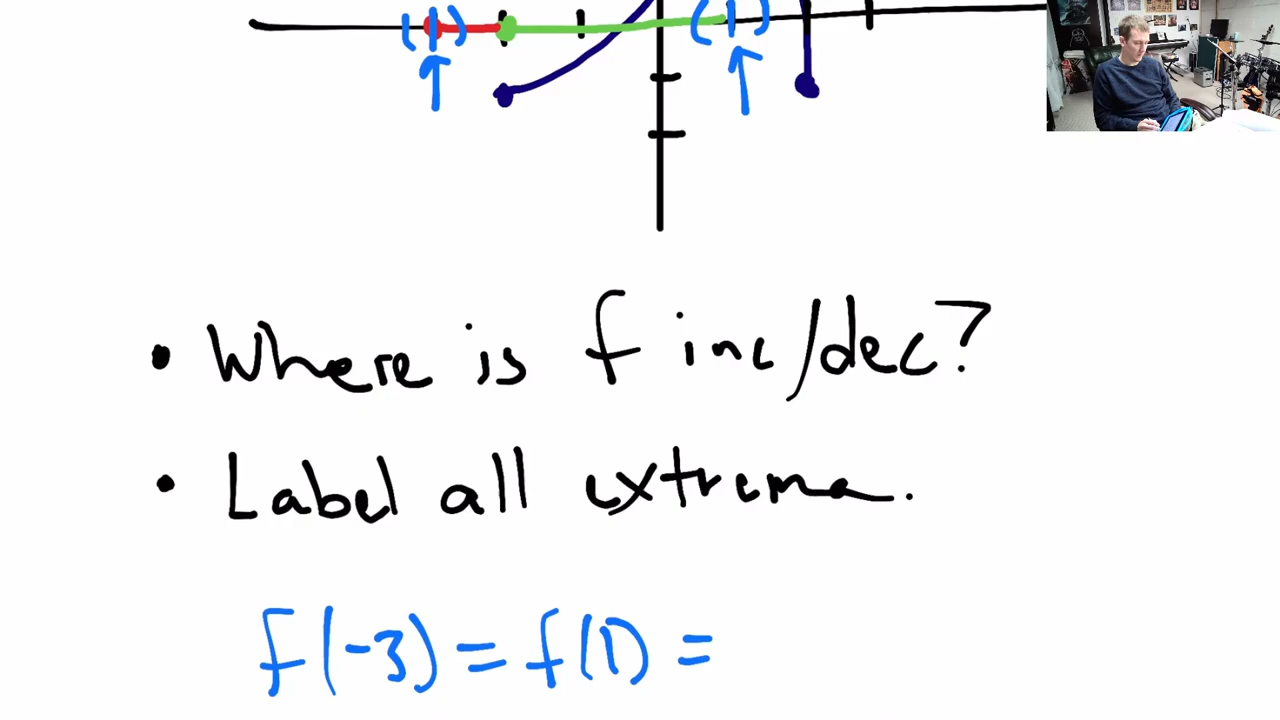 • Where is f inc/dec?
• Label all extrema.
f(-3) = f(1) =